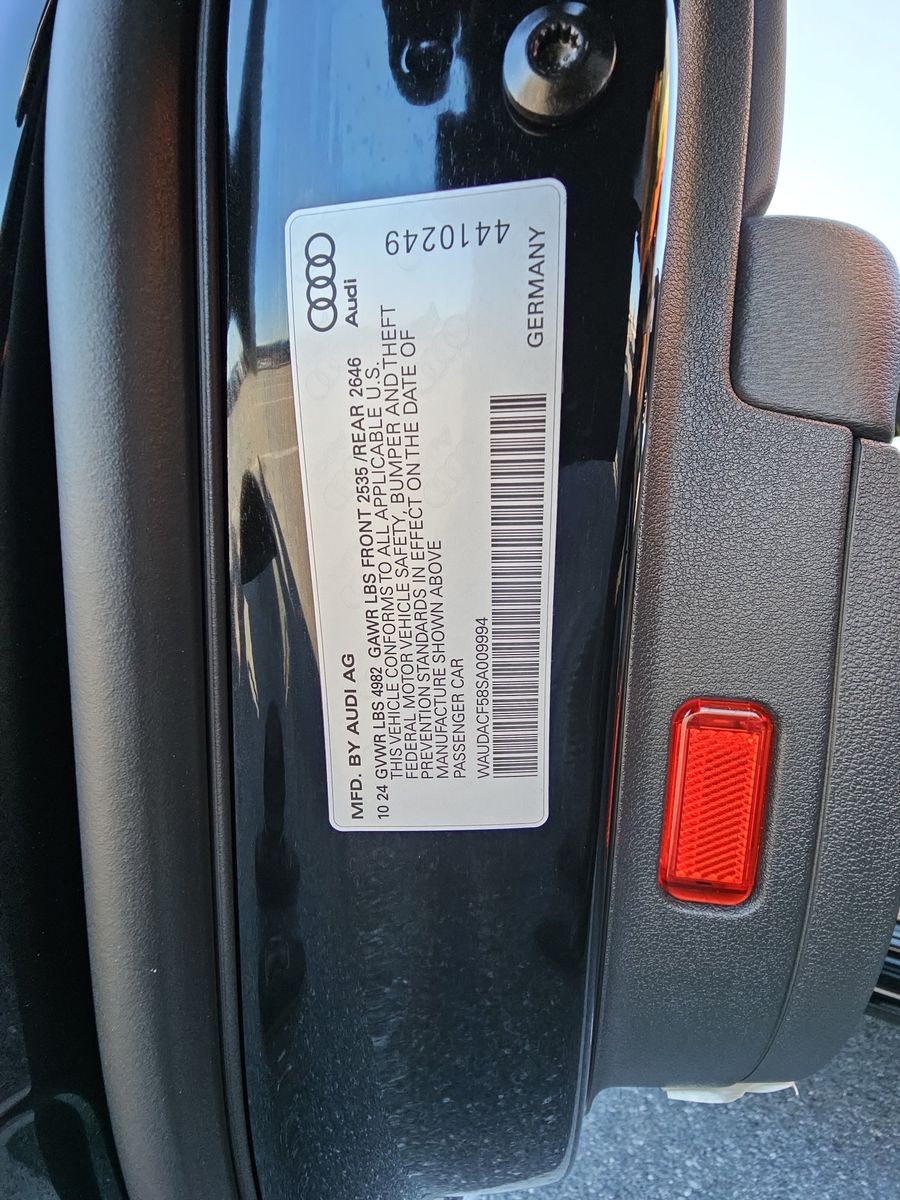 MFD. BY AUDI AG
10 24 GVWR LBS 4982 GAWR LBS FRONT 2535 /REAR 2646
THIS VEHICLE CONFORMS TO ALL APPLICABLE U.S.
FEDERAL MOTOR VEHICLE SAFETY, BUMPER AND THEFT
PREVENTION STANDARDS IN EFFECT ON THE DATE OF
MANUFACTURE SHOWN ABOVE
PASSENGER CAR
WAUDACF58SA009994
Audi
4410249
GERMANY